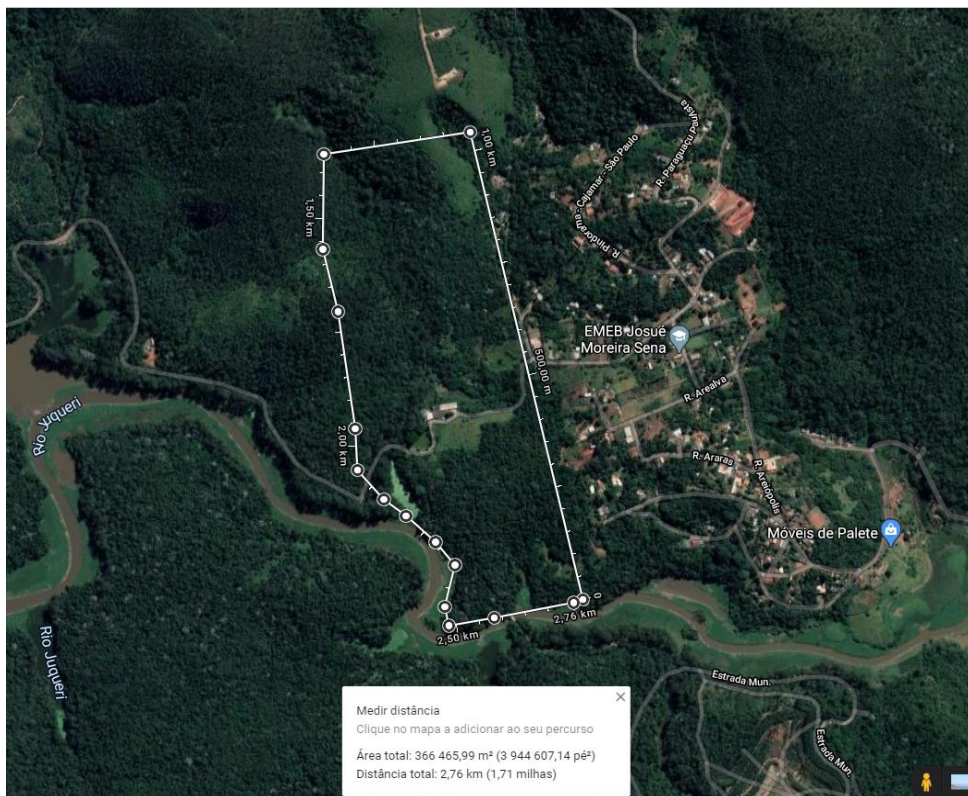 1,00 km
R. Paraguaçu Paulista
Cajamar - São Paulo
R. Pindorama
1,50 km
EMEB Josué
Moreira Sena
500,00 m
R. Arealva
Rio Juqueri
2,00 km
R. Araras
R. Areiópolis
Móveis de Palete
0
2,76 km
2,50 km
Rio Juqueri
Estrada Mun.
Estrada Mun.
Medir distância
Clique no mapa a adicionar ao seu percurso
Área total: 366 465,99 m² (3 944 607,14 pé²)
Distância total: 2,76 km (1,71 milhas)